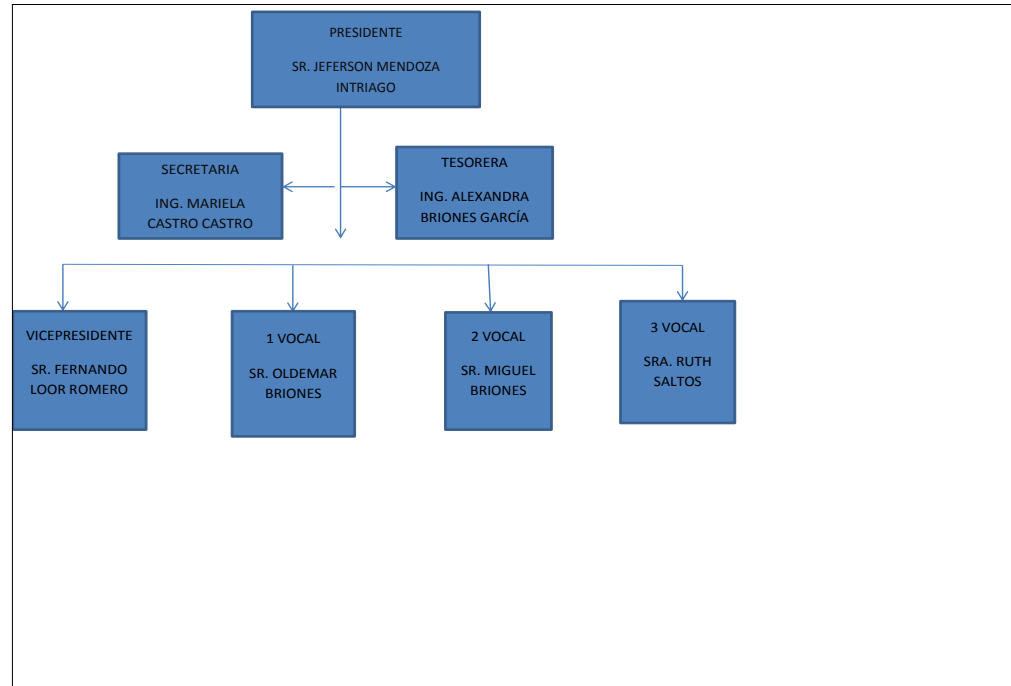 PRESIDENTE
SR. JEFERSON MENDOZA
INTRIAGO
SECRETARIA
ING. MARIELA
CASTRO CASTRO
TESORERA
ING. ALEXANDRA
BRIONES GARCÍA
VICEPRESIDENTE
SR. FERNANDO
LOOR ROMERO
1 VOCAL
SR. OLDEMAR
BRIONES
2 VOCAL
SR. MIGUEL
BRIONES
3 VOCAL
SRA. RUTH
SALTOS